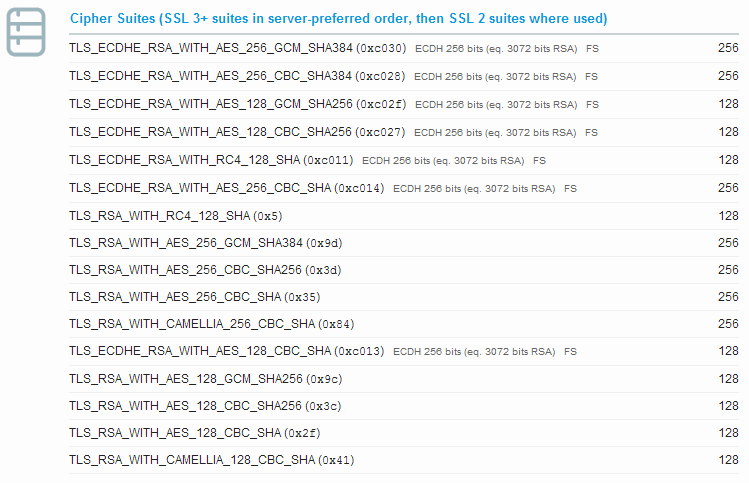 Cipher Suites (SSL 3+ suites in server-preferred order, then SSL 2 suites where used)
TLS_ECDHE_RSA_WITH_AES_256_GCM_SHA384 (0xc030) ECDH 256 bits (eq. 3072 bits RSA) FS 256
TLS_ECDHE_RSA_WITH_AES_256_CBC_SHA384 (0xc028) ECDH 256 bits (eq. 3072 bits RSA) FS 256
TLS_ECDHE_RSA_WITH_AES_128_GCM_SHA256 (0xc02f) ECDH 256 bits (eq. 3072 bits RSA) FS 128
TLS_ECDHE_RSA_WITH_AES_128_CBC_SHA256 (0xc027) ECDH 256 bits (eq. 3072 bits RSA) FS 128
TLS_ECDHE_RSA_WITH_RC4_128_SHA (0xc011) ECDH 256 bits (eq. 3072 bits RSA) FS 128
TLS_ECDHE_RSA_WITH_AES_256_CBC_SHA (0xc014) ECDH 256 bits (eq. 3072 bits RSA) FS 256
TLS_RSA_WITH_RC4_128_SHA (0x5) 128
TLS_RSA_WITH_AES_256_GCM_SHA384 (0x9d) 256
TLS_RSA_WITH_AES_256_CBC_SHA256 (0x3d) 256
TLS_RSA_WITH_AES_256_CBC_SHA (0x35) 256
TLS_RSA_WITH_CAMELLIA_256_CBC_SHA (0x84) 256
TLS_ECDHE_RSA_WITH_AES_128_CBC_SHA (0xc013) ECDH 256 bits (eq. 3072 bits RSA) FS 128
TLS_RSA_WITH_AES_128_GCM_SHA256 (0x9c) 128
TLS_RSA_WITH_AES_128_CBC_SHA256 (0x3c) 128
TLS_RSA_WITH_AES_128_CBC_SHA (0x2f) 128
TLS_RSA_WITH_CAMELLIA_128_CBC_SHA (0x41) 128